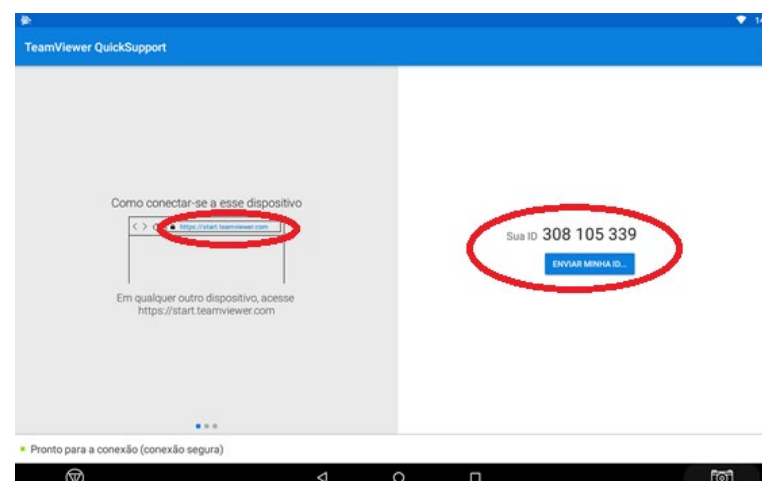 TeamViewer QuickSupport
Como conectar-se a esse dispositivo
https://start.teamviewer.com
Em qualquer outro dispositivo, acesse
https://start.teamviewer.com
Sua ID 308 105 339
ENVIAR MINHA ID...
Pronto para a conexão (conexão segura)